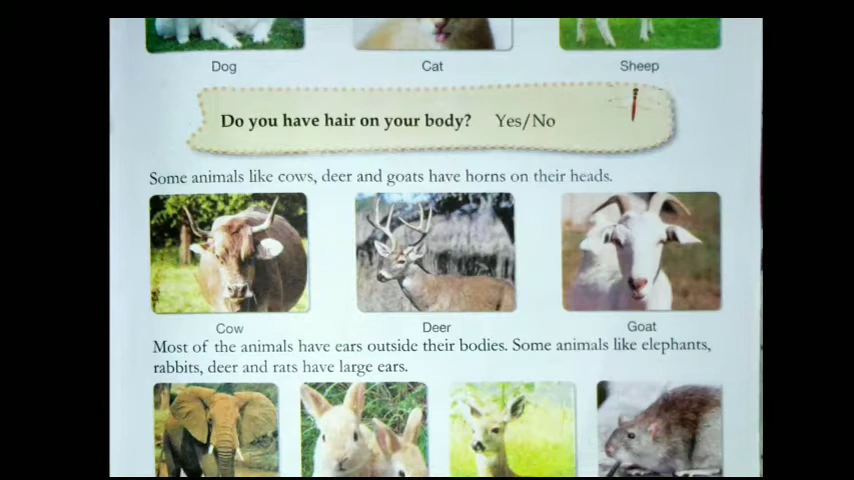 Dog Cat Sheep
Do you have hair on your body? Yes/No
Some animals like cows, deer and goats have horns on their heads.
Cow Deer Goat
Most of the animals have ears outside their bodies. Some animals like elephants,
rabbits, deer and rats have large ears.